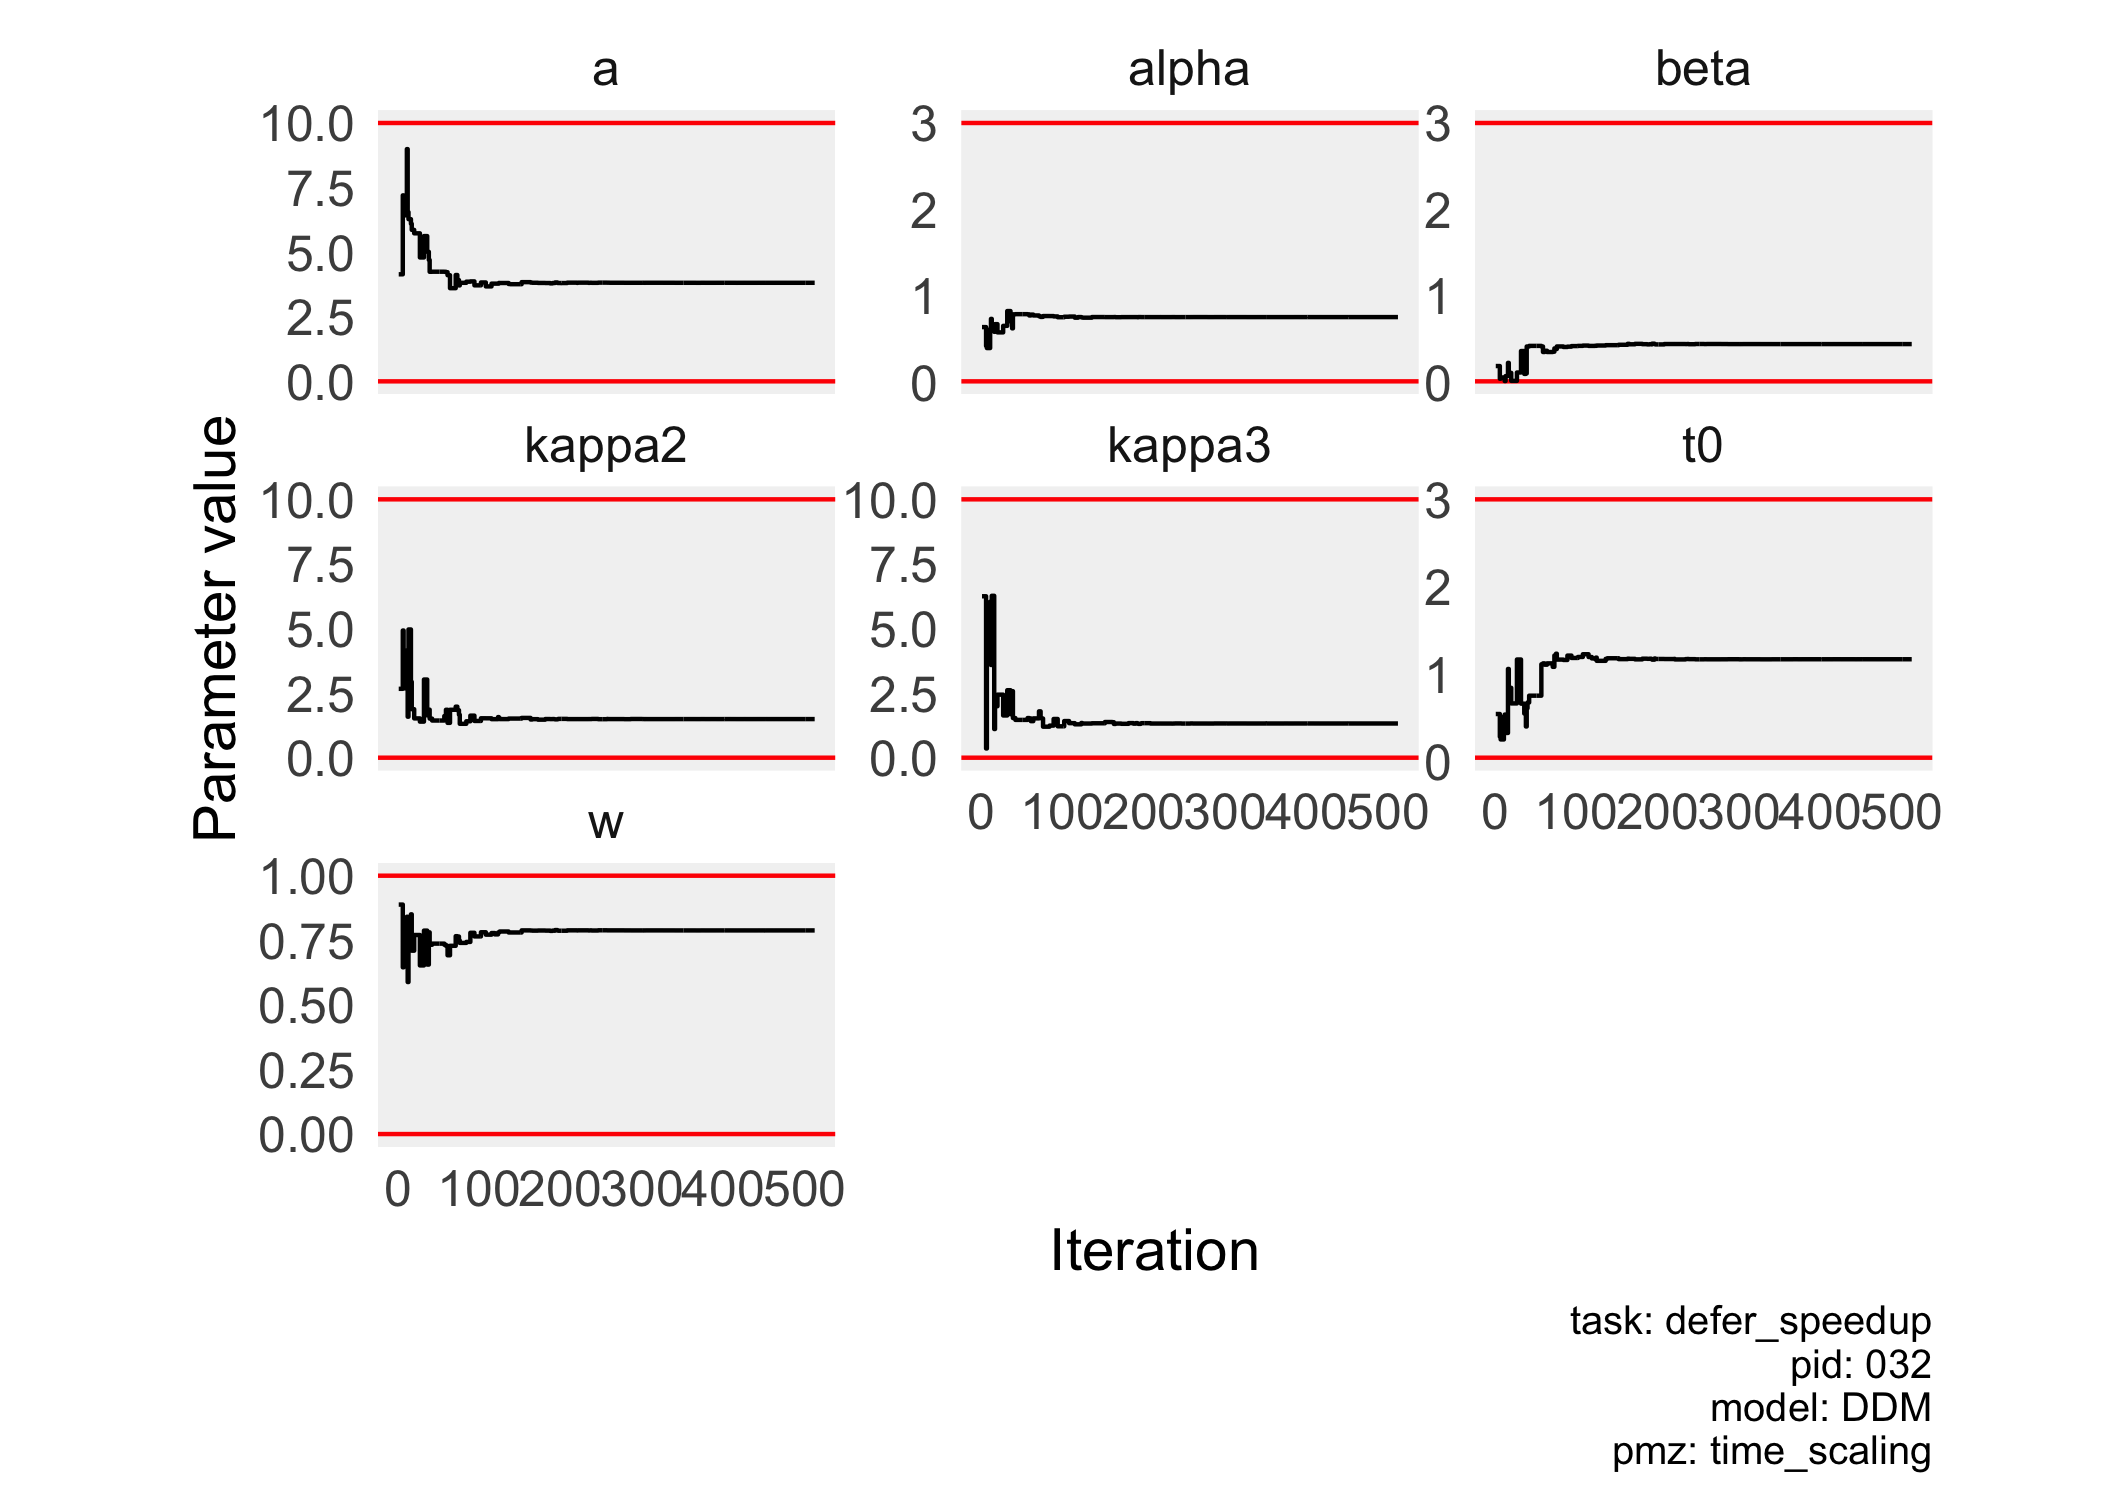 a alpha beta
10.0 3 3
7.5 2 2
5.0 1 1
2.5 0 0
0.0
kappa2 kappa3 t0
10.0 10.0 3
7.5 7.5 2
5.0 5.0 1
2.5 2.5 0
0.0 0.0
0 100 200 300 400 500 0 100 200 300 400 500
w
1.00
0.75
0.50
0.25
0.00
0 100 200 300 400 500
Parameter value
Iteration
task: defer_speedup
pid: 032
model: DDM
pmz: time_scaling